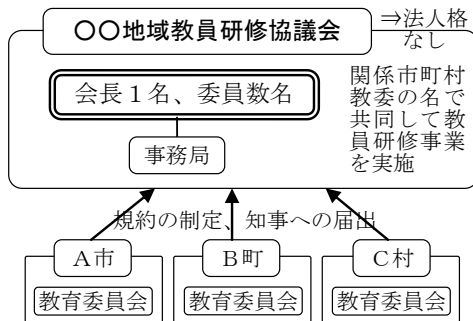 〇〇地域教員研修協議会
⇒法人格
なし
会長１名、委員数名
事務局
関係市町村
教委の名で
共同して教
員研修事業
を実施
規約の制定、知事への届出
Ａ市
Ｂ町
Ｃ村
教育委員会
教育委員会
教育委員会